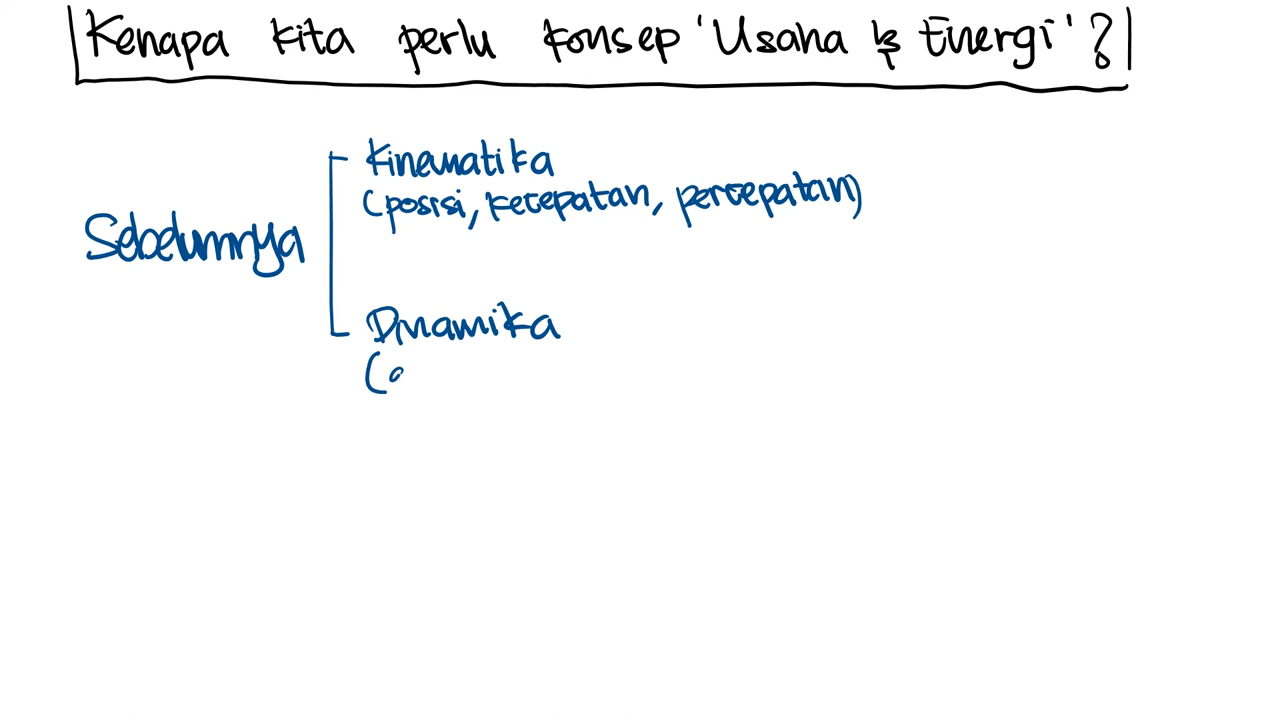 Kenapa kita perlu konsep 'Usaha & Energi'?
Kinematika
(posisi, kecepatan, percepatan)
Sebelumnya
Dinamika
(